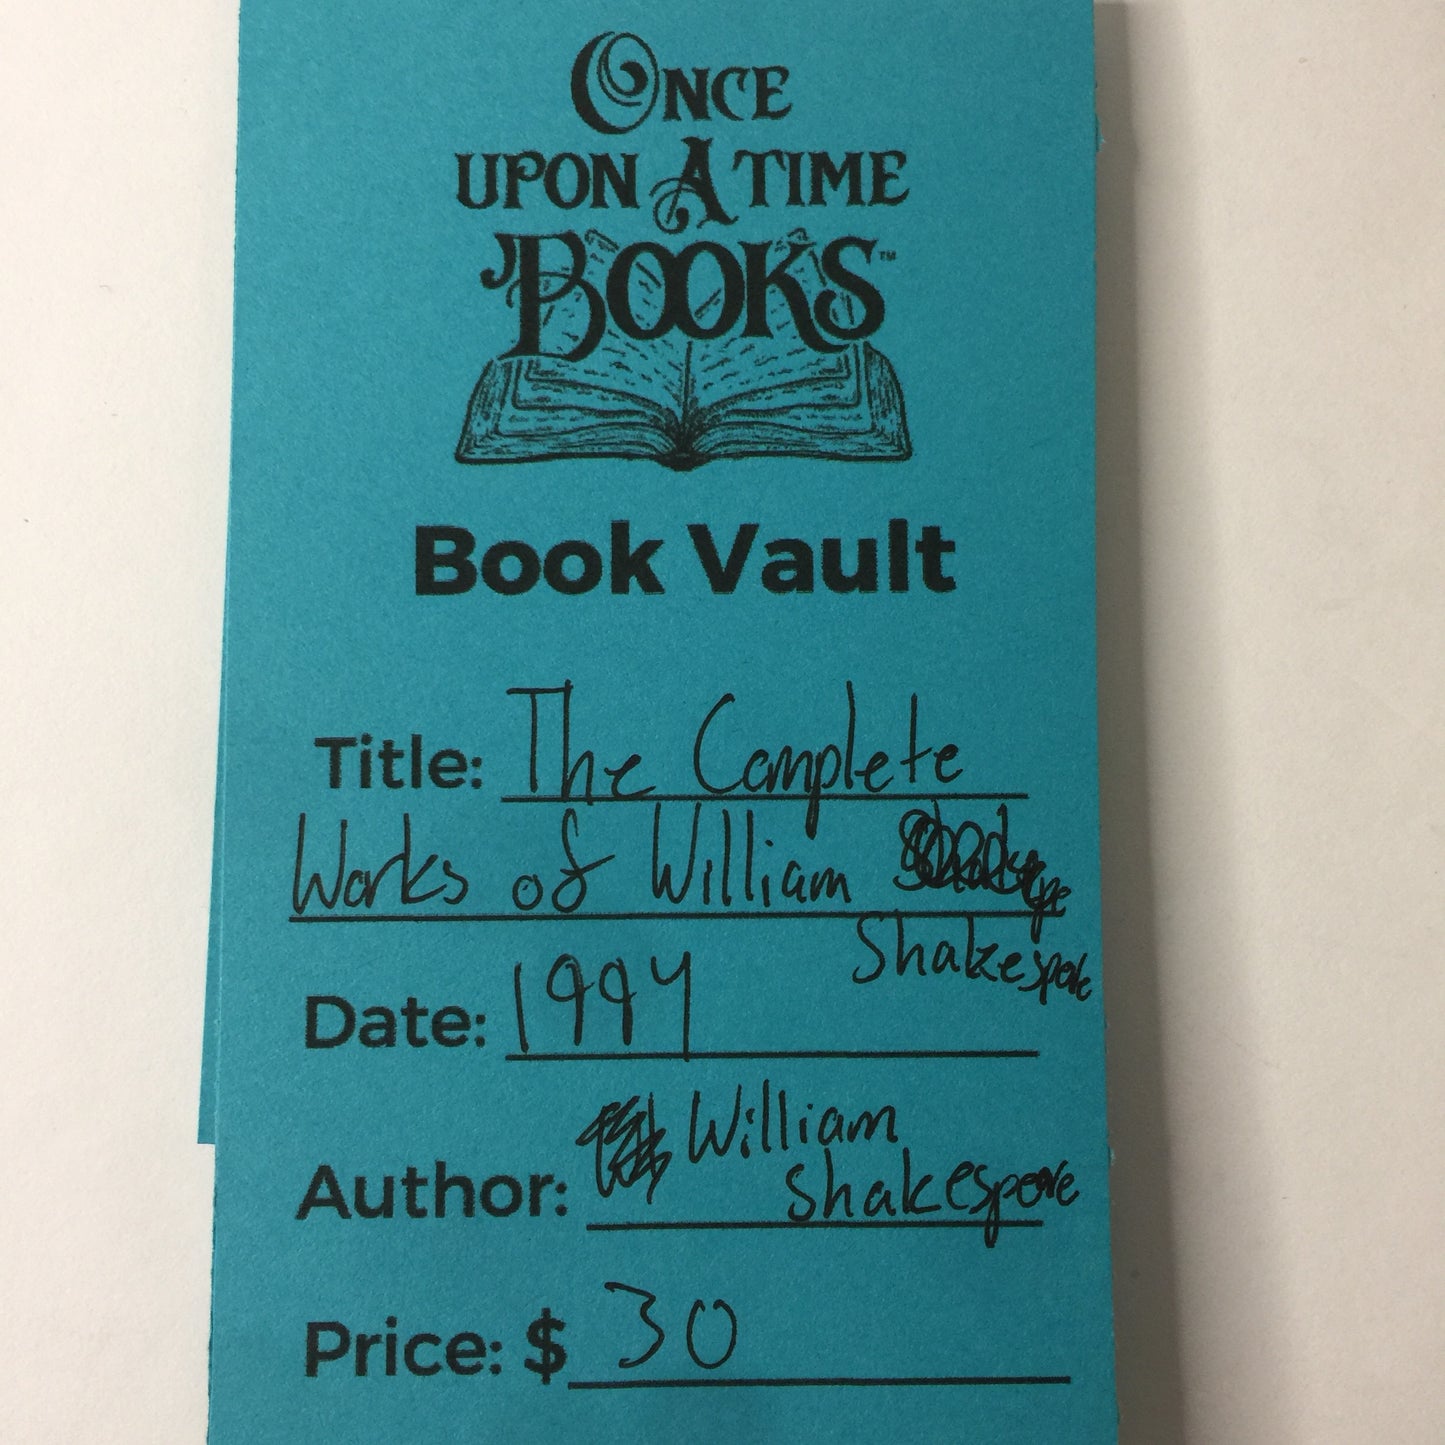 ONCE
UPON A TIME
BOOKS™
Book Vault
Title: The Complete
Works of William
Shakespeare
Date: 1994
William
Author: Shakespeare
Price: $ 30